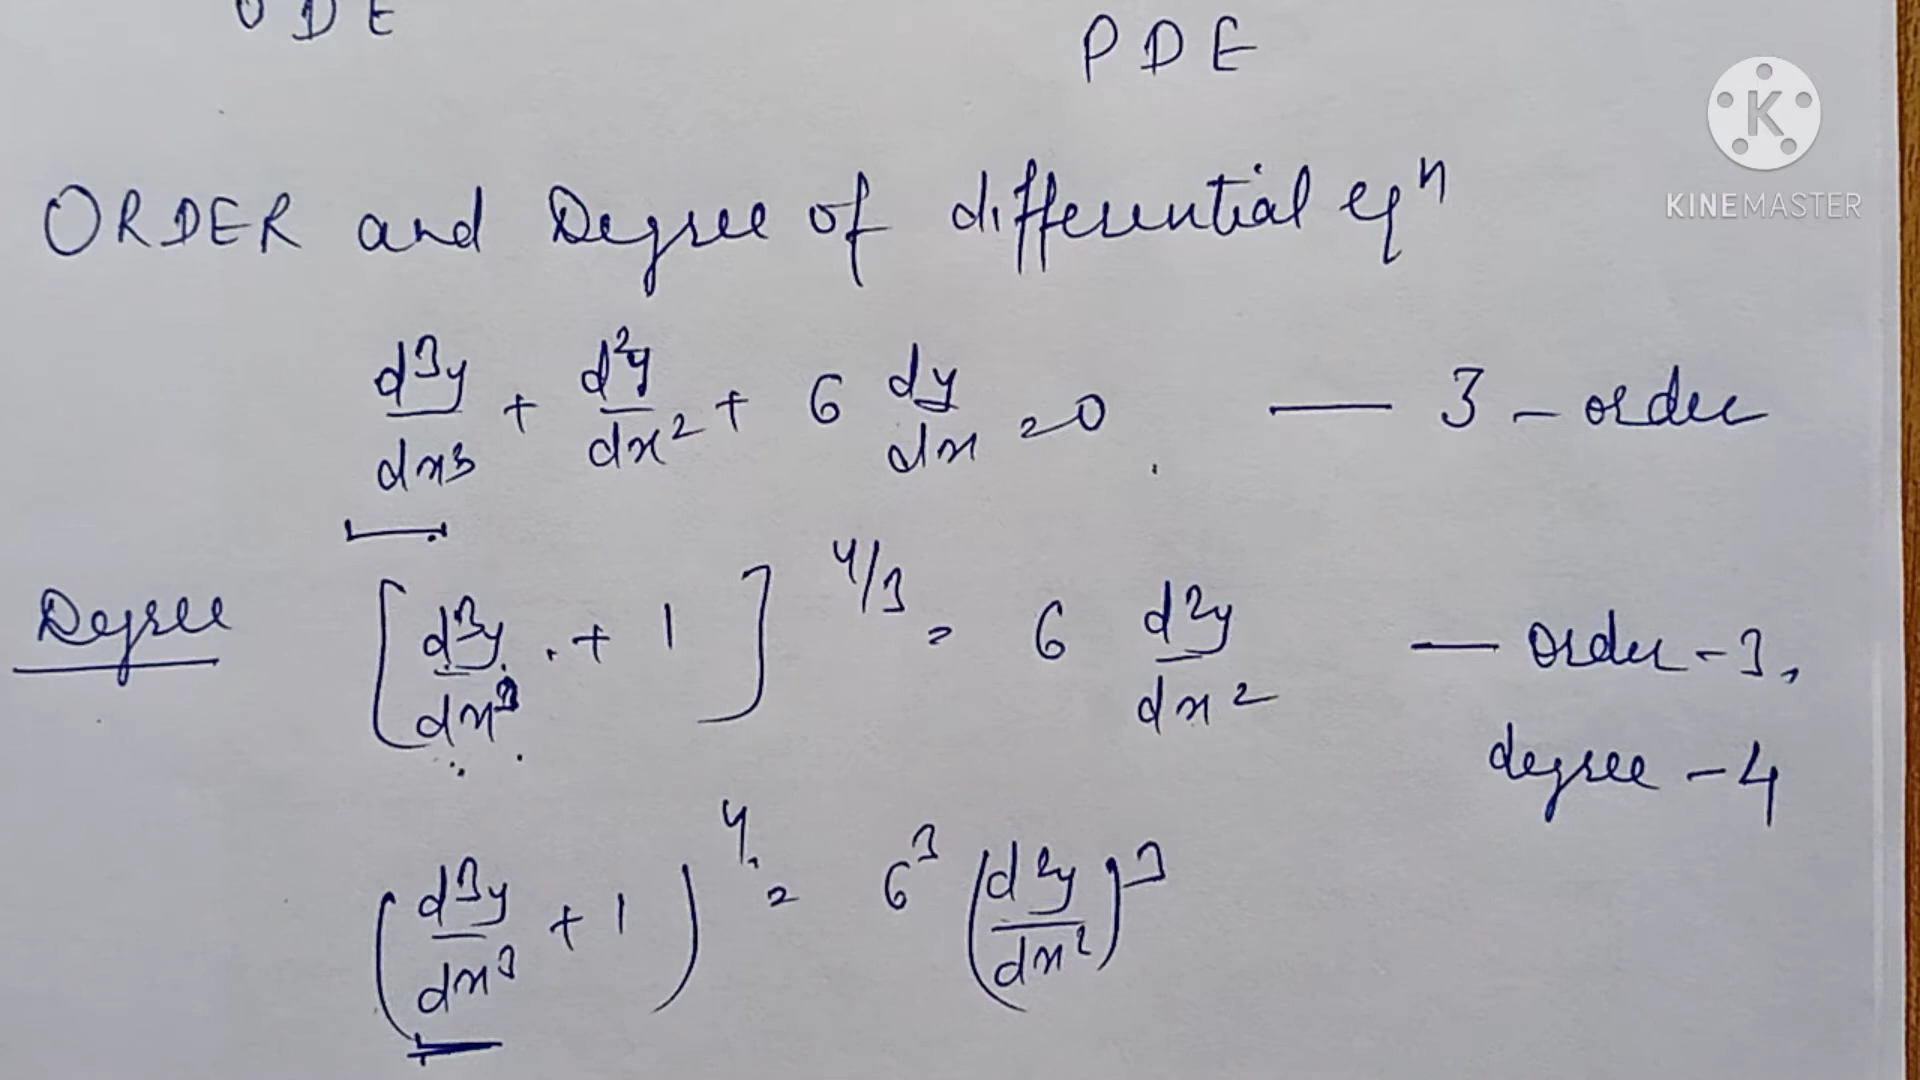 ODE PDE
K
KINEMASTER
ORDER and Degree of differential eqⁿ
d³y/dx³ + d²y/dx² + 6 dy/dx = 0 — 3 - order
Degree [d³y/dx³ + 1]^4/3 = 6 d²y/dx² — order - 3,
degree - 4
(d³y/dx³ + 1)^4 = 6³ (d²y/dx²)³